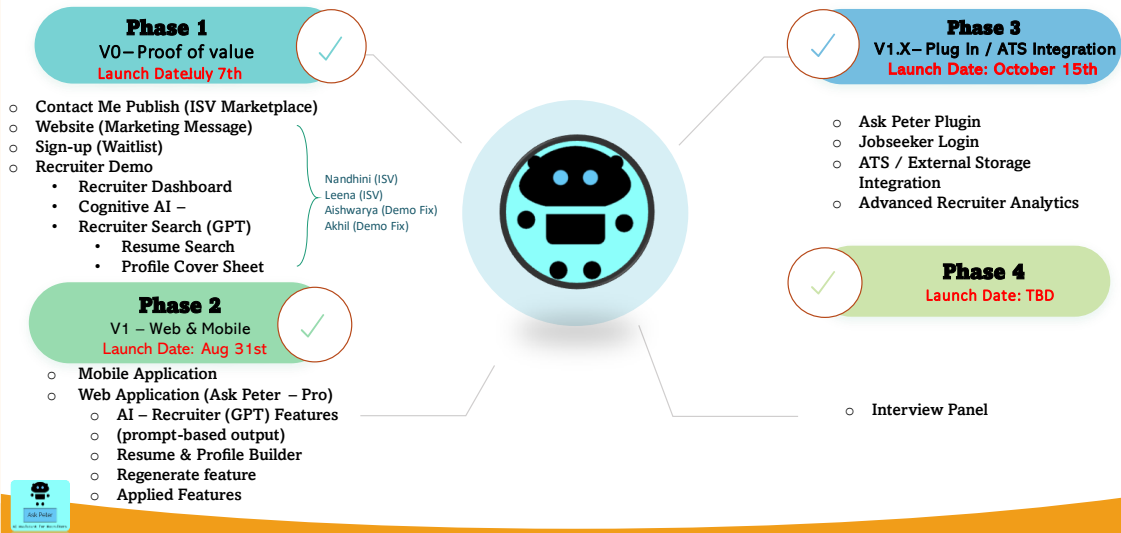 Phase 1
V0– Proof of value
Launch Date:July 7th
o Contact Me Publish (ISV Marketplace)
o Website (Marketing Message)
o Sign-up (Waitlist)
o Recruiter Demo
• Recruiter Dashboard
• Cognitive AI –
• Recruiter Search (GPT)
• Resume Search
• Profile Cover Sheet
Nandhini (ISV)
Leena (ISV)
Aishwarya (Demo Fix)
Akhil (Demo Fix)
Phase 2
V1 – Web & Mobile
Launch Date: Aug 31st
o Mobile Application
o Web Application (Ask Peter – Pro)
o AI – Recruiter (GPT) Features
o (prompt-based output)
o Resume & Profile Builder
o Regenerate feature
o Applied Features
Phase 3
V1.X– Plug In / ATS Integration
Launch Date: October 15th
o Ask Peter Plugin
o Jobseeker Login
o ATS / External Storage
Integration
o Advanced Recruiter Analytics
Phase 4
Launch Date: TBD
o Interview Panel
Ask Peter